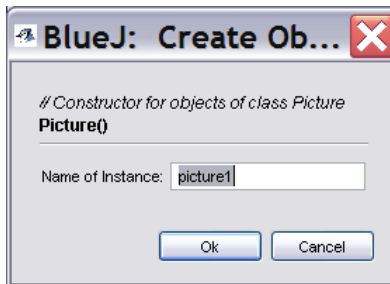 BlueJ: Create Ob...
// Constructor for objects of class Picture
Picture()
Name of Instance: picture1
Ok Cancel